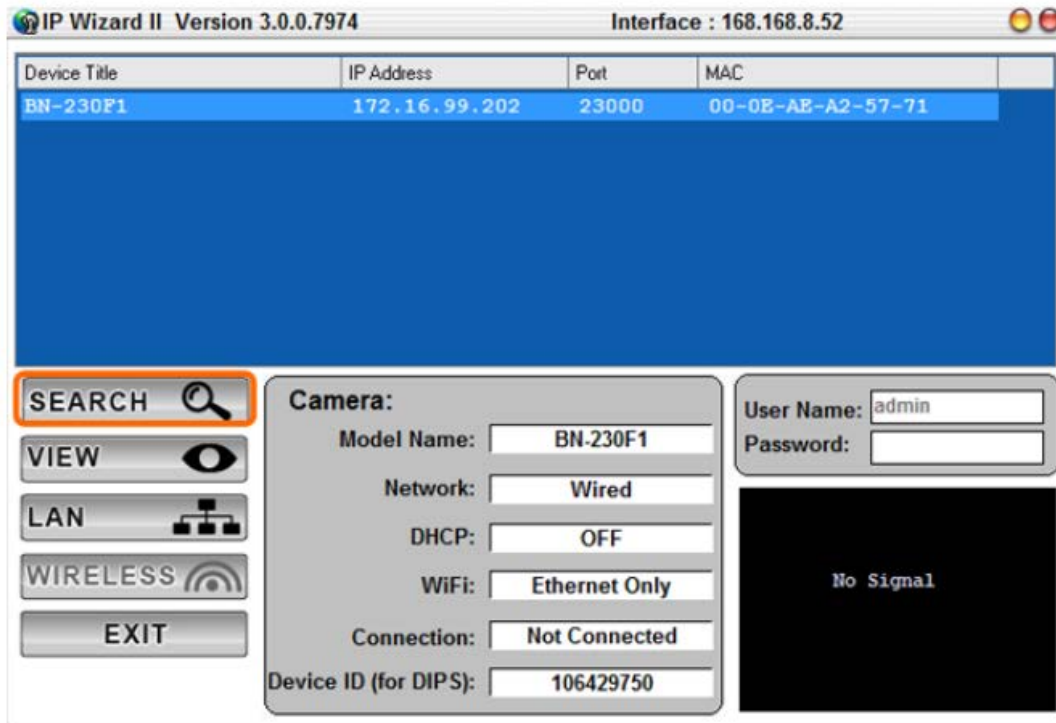 IP Wizard II Version 3.0.0.7974 Interface : 168.168.8.52
Device Title IP Address Port MAC
BN-230F1 172.16.99.202 23000 00-0E-AE-A2-57-71
SEARCH
VIEW
LAN
WIRELESS
EXIT
Camera:
Model Name: BN-230F1
Network: Wired
DHCP: OFF
WiFi: Ethernet Only
Connection: Not Connected
Device ID (for DIPS): 106429750
User Name: admin
Password:
No Signal